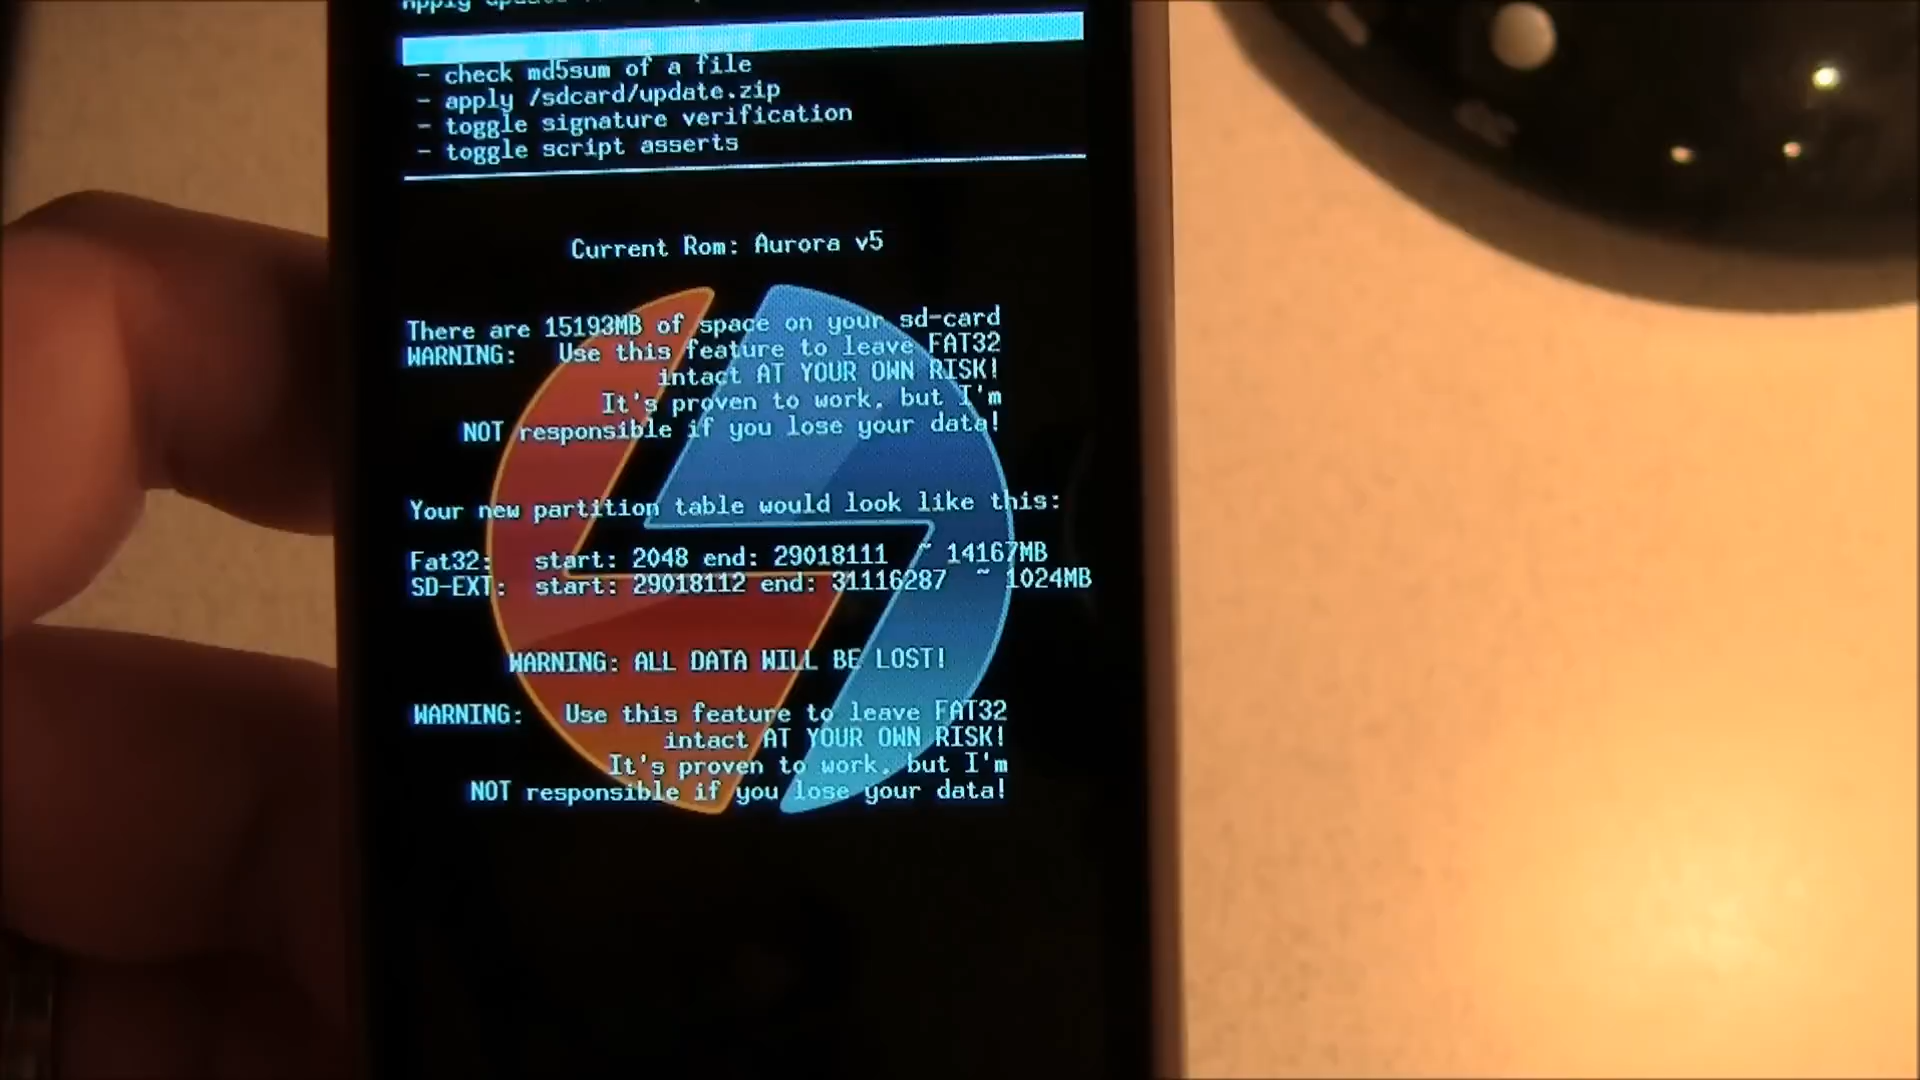 Apply update
- check md5sum of a file
- apply /sdcard/update.zip
- toggle signature verification
- toggle script asserts
Current Rom: Aurora v5
There are 15193MB of space on your sd-card
WARNING: Use this feature to leave FAT32
intact AT YOUR OWN RISK!
It's proven to work, but I'm
NOT responsible if you lose your data!
Your new partition table would look like this:
Fat32: start: 2048 end: 29018111 ~ 14167MB
SD-EXT: start: 29018112 end: 31116287 ~ 1024MB
WARNING: ALL DATA WILL BE LOST!
WARNING: Use this feature to leave FAT32
intact AT YOUR OWN RISK!
It's proven to work, but I'm
NOT responsible if you lose your data!